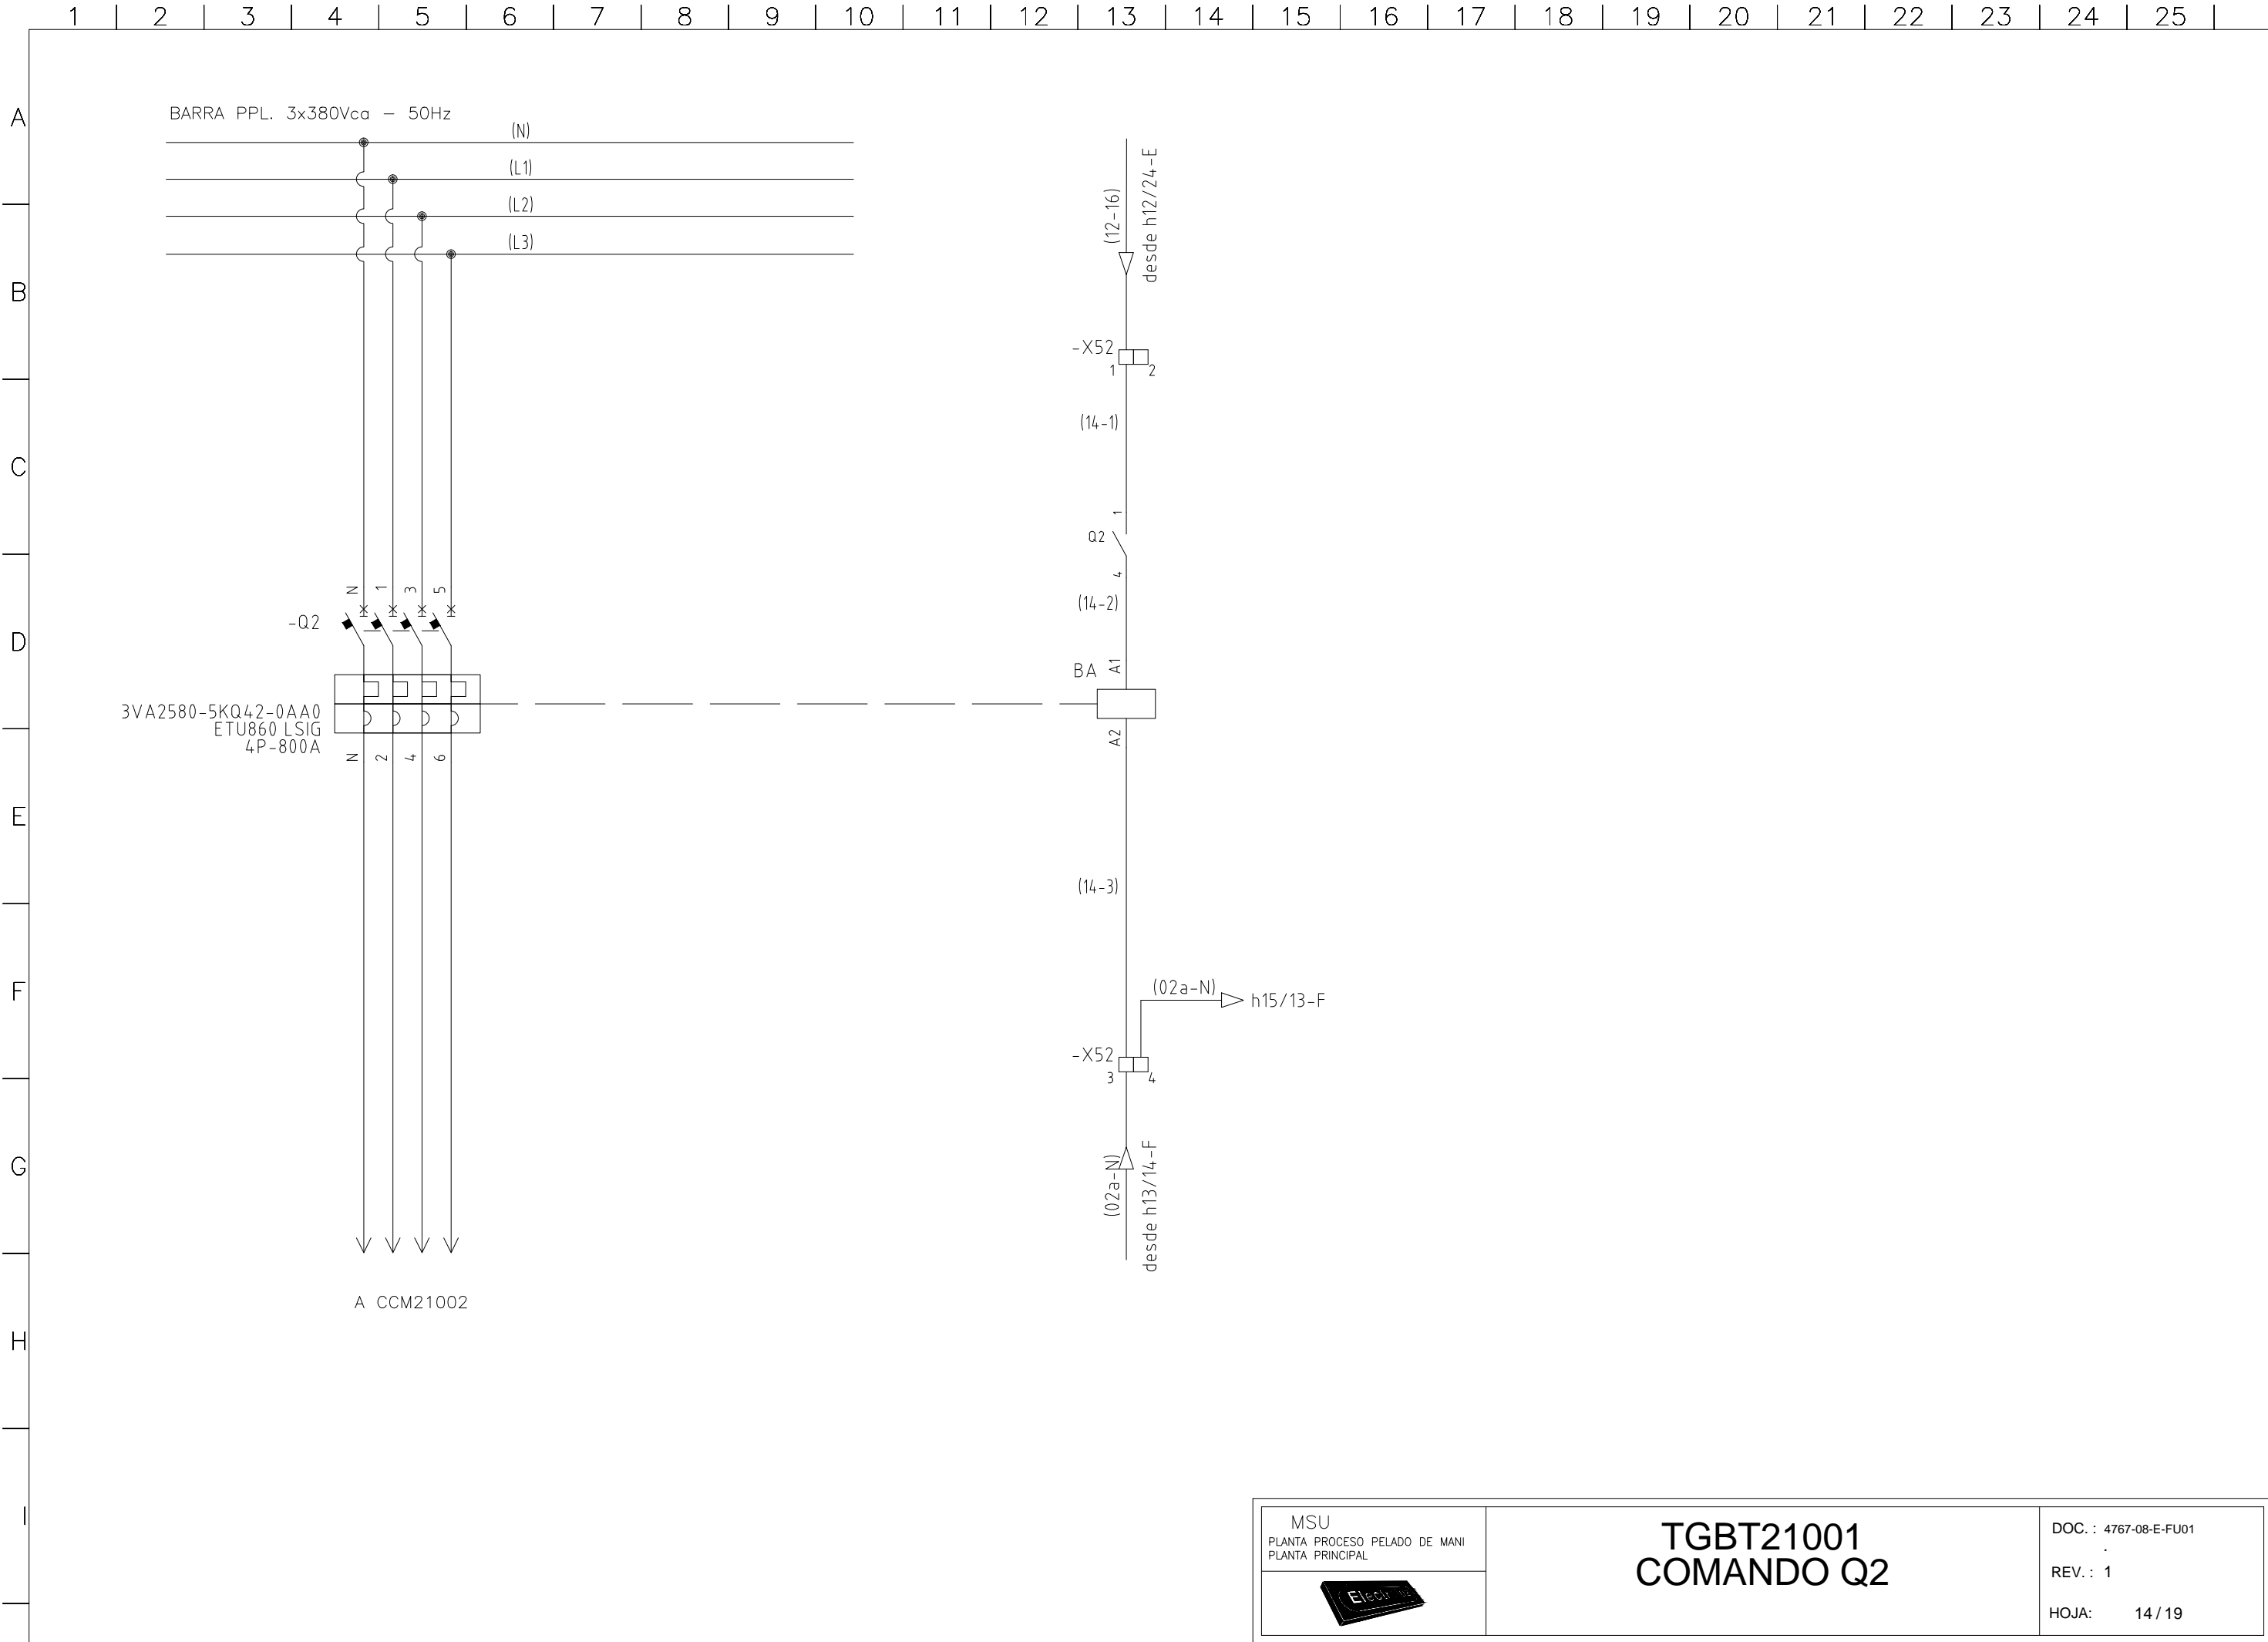 1 2 3 4 5 6 7 8 9 10 11 12 13 14 15 16 17 18 19 20 21 22 23 24 25
A
B
C
D
E
F
G
H
I
BARRA PPL. 3x380Vca - 50Hz
(N)
(L1)
(L2)
(L3)
-Q2
N 1 3 5
3VA2580-5KQ42-0AA0
ETU860 LSIG
4P-800A
N 2 4 6
A CCM21002
(12-16)
desde h12/24-E
-X52
1 2
(14-1)
1
Q2
4
(14-2)
BA A1
A2
(14-3)
(02a-N)
h15/13-F
-X52
3 4
(02a-N)
desde h13/14-F
MSU
PLANTA PROCESO PELADO DE MANI
PLANTA PRINCIPAL
TGBT21001
COMANDO Q2
DOC. : 4767-08-E-FU01
.
REV. : 1
HOJA: 14 / 19